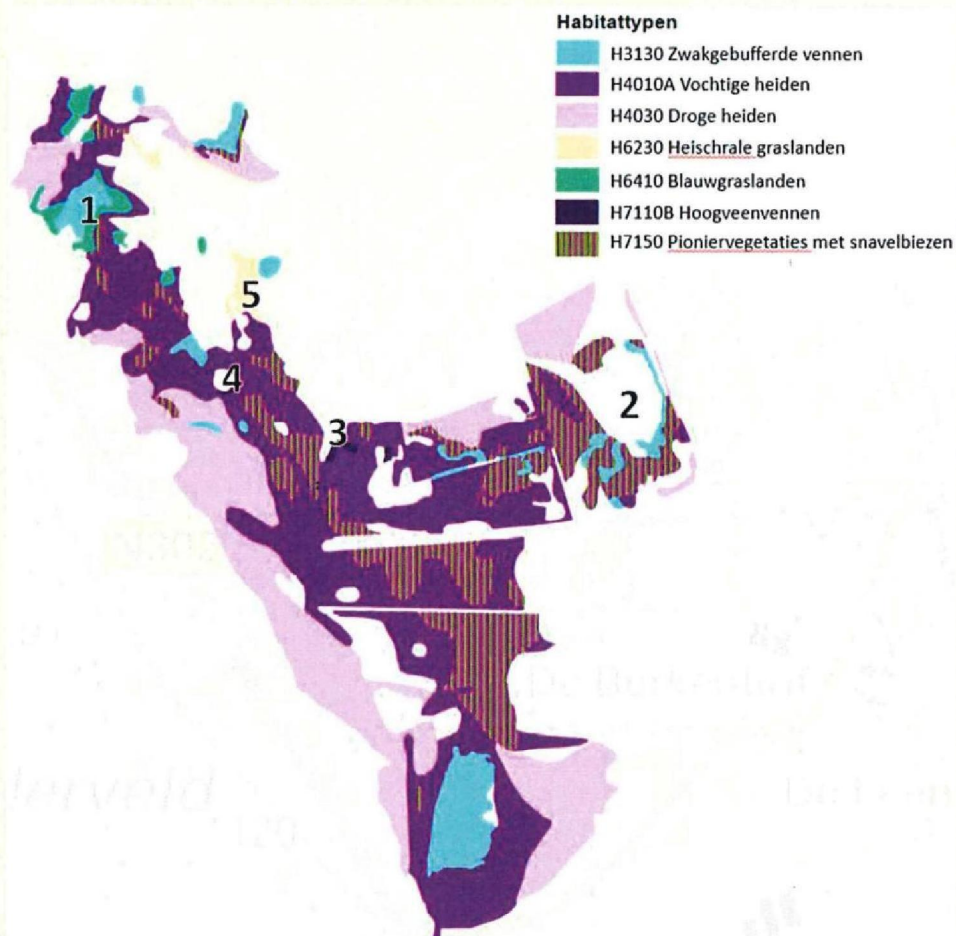 Habitattypen
H3130 Zwakgebufferde vennen
H4010A Vochtige heiden
H4030 Droge heiden
H6230 Heischrale graslanden
H6410 Blauwgraslanden
H7110B Hoogveenvennen
H7150 Pioniervegetaties met snavelbiezen
1
5
4
2
3